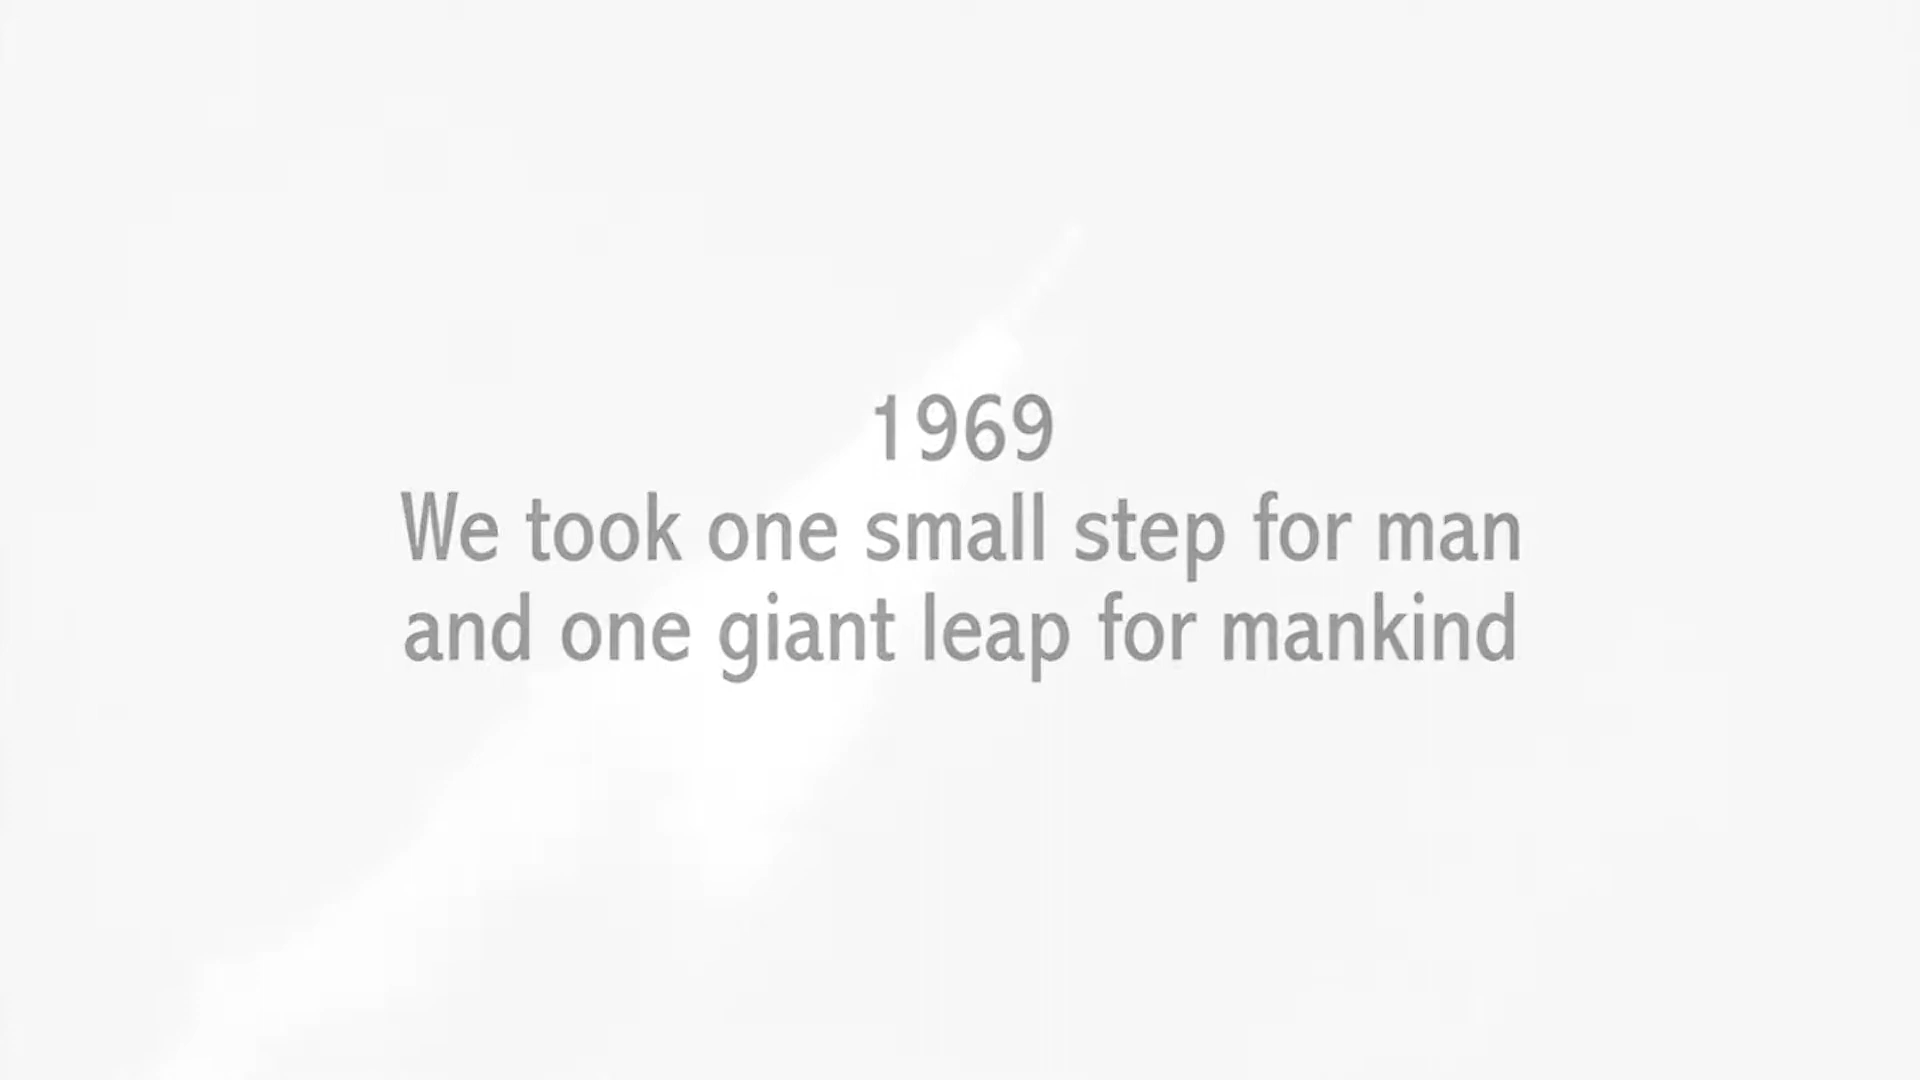 1969
We took one small step for man
and one giant leap for mankind